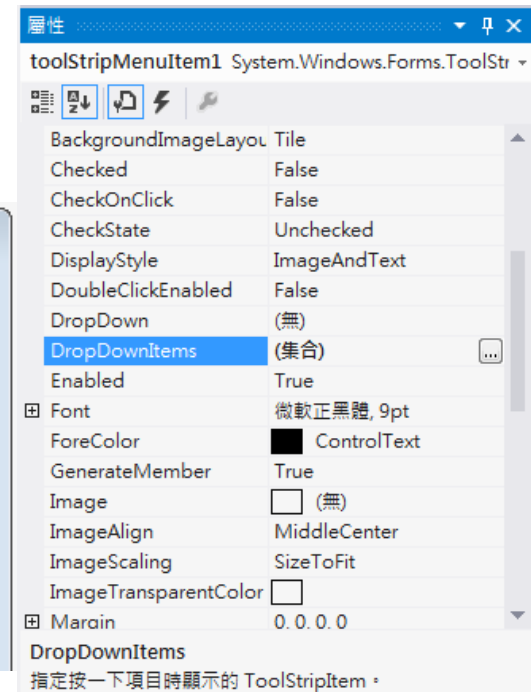 屬性
toolStripMenuItem1 System.Windows.Forms.ToolStr
BackgroundImageLayou Tile
Checked False
CheckOnClick False
CheckState Unchecked
DisplayStyle ImageAndText
DoubleClickEnabled False
DropDown (無)
DropDownItems (集合) ...
Enabled True
Font 微軟正黑體, 9pt
ForeColor ControlText
GenerateMember True
Image (無)
ImageAlign MiddleCenter
ImageScaling SizeToFit
ImageTransparentColor
Margin 0, 0, 0, 0
DropDownItems
指定按一下項目時顯示的 ToolStripItem。